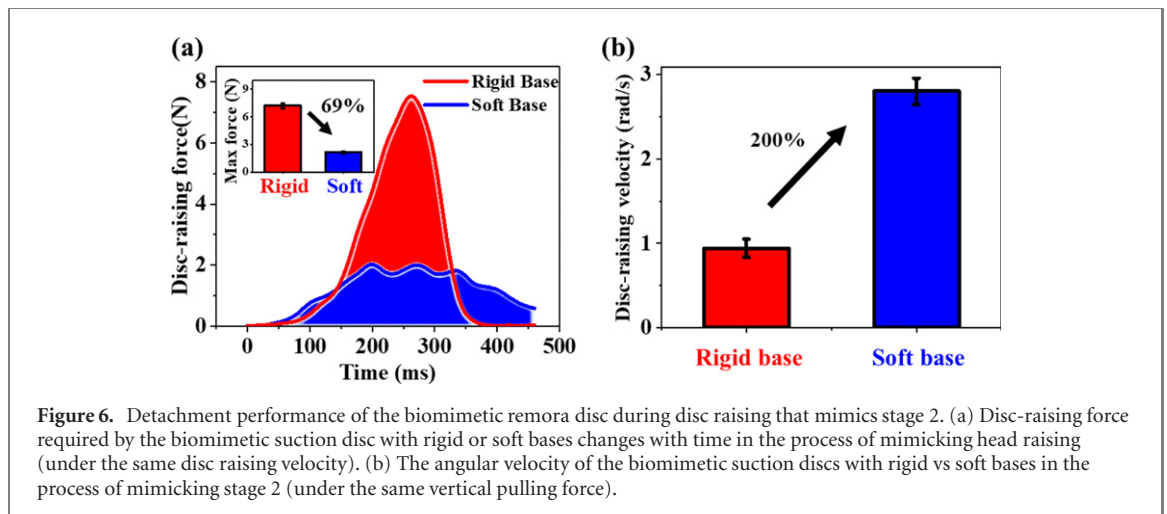 (a)
8
6
4
2
0
Disc-raising force(N)
9
6
3
0
Max force (N)
69%
Rigid Soft
Rigid Base
Soft Base
0 100 200 300 400 500
Time (ms)
(b)
3
2
1
0
Disc-raising velocity (rad/s)
200%
Rigid base Soft base
Figure 6. Detachment performance of the biomimetic remora disc during disc raising that mimics stage 2. (a) Disc-raising force
required by the biomimetic suction disc with rigid or soft bases changes with time in the process of mimicking head raising
(under the same disc raising velocity). (b) The angular velocity of the biomimetic suction discs with rigid vs soft bases in the
process of mimicking stage 2 (under the same vertical pulling force).